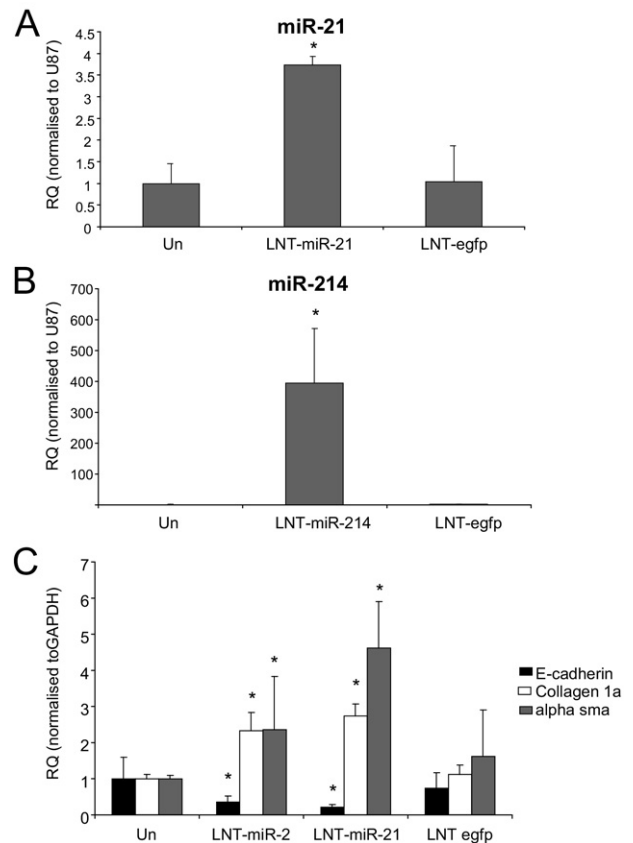 A
miR-21
RQ (normalised to U87)
4.5
4
3.5
3
2.5
2
1.5
1
0.5
0
*
Un
LNT-miR-21
LNT-egfp
B
miR-214
RQ (normalised to U87)
700
600
500
400
300
200
100
*
Un
LNT-miR-214
LNT-egfp
C
RQ (normalised toGAPDH)
7
6
5
4
3
2
1
0
* * *
* * *
Un
LNT-miR-2
LNT-miR-21
LNT egfp
E-cadherin
Collagen 1a
alpha sma